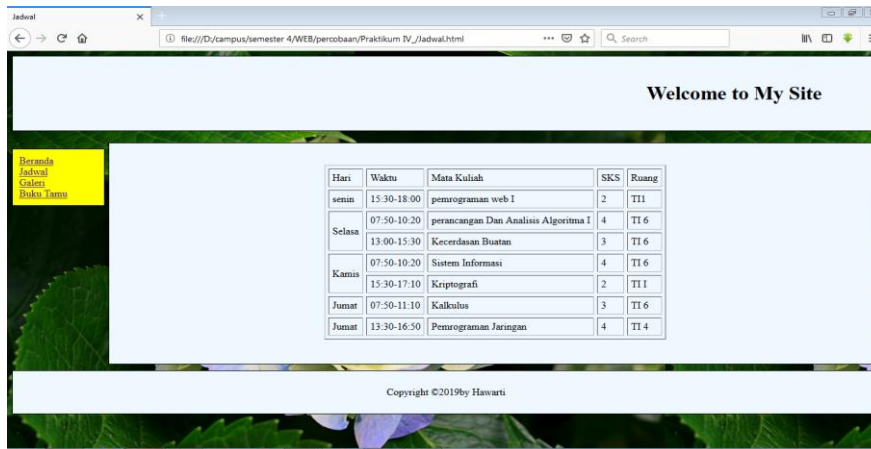 Jadwal
file:///D:/campus/semester 4/WEB/percobaan/Praktikum IV_/Jadwal.html
Search
Welcome to My Site
Beranda
Jadwal
Galeri
Buku Tamu
Hari Waktu Mata Kuliah SKS Ruang
senin 15:30-18:00 pemrograman web I 2 TI1
Selasa 07:50-10:20 perancangan Dan Analisis Algoritma I 4 TI 6
13:00-15:30 Kecerdasan Buatan 3 TI 6
Kamis 07:50-10:20 Sistem Informasi 4 TI 6
15:30-17:10 Kriptografi 2 TI I
Jumat 07:50-11:10 Kalkulus 3 TI 6
Jumat 13:30-16:50 Pemrograman Jaringan 4 TI 4
Copyright ©2019by Hawarti